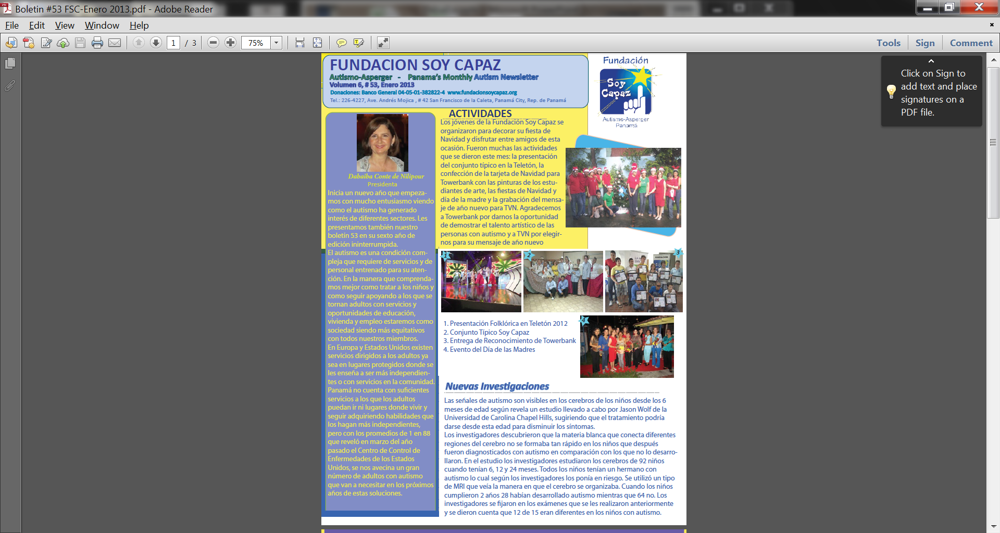 Boletin #53 FSC-Enero 2013.pdf - Adobe Reader
File Edit View Window Help
1 / 3 75% Tools Sign Comment
Click on Sign to
add text and place
signatures on a
PDF file.
FUNDACION SOY CAPAZ
Autismo-Asperger - Panama's Monthly Autism Newsletter
Volumen 6, # 53, Enero 2013
Donaciones: Banco General 04-05-01-382822-4 www.fundacionsoycapaz.org
Tel.: 226-4227, Ave. Andrés Mojica , # 42 San Francisco de la Caleta, Panamá City, Rep. de Panamá
Fundación
Soy
Capaz
Autismo-Asperger
Panamá
Dabaiba Conte de Nilipour
Presidenta
Inicia un nuevo año que empeza-
mos con mucho entusiasmo viendo
como el autismo ha generado
interés de diferentes sectores. Les
presentamos también nuestro
boletín 53 en su sexto año de
edición ininterrumpida.
El autismo es una condición com-
pleja que requiere de servicios y de
personal entrenado para su aten-
ción. En la manera que comprenda-
mos mejor como tratar a los niños y
como seguir apoyando a los que se
tornan adultos con servicios y
oportunidades de educación,
vivienda y empleo estaremos como
sociedad siendo más equitativos
con todos nuestros miembros.
En Europa y Estados Unidos existen
servicios dirigidos a los adultos ya
sea en lugares protegidos donde se
les enseña a ser más independien-
tes o con servicios en la comunidad.
Panamá no cuenta con suficientes
servicios a los que los adultos
puedan ir ni lugares donde vivir y
seguir adquiriendo habilidades que
los hagan más independientes,
pero con los promedios de 1 en 88
que reveló en marzo del año
pasado el Centro de Control de
Enfermedades de los Estados
Unidos, se nos avecina un gran
número de adultos con autismo
que van a necesitar en los próximos
años de estas soluciones.
ACTIVIDADES
Los jóvenes de la Fundación Soy Capaz se
organizaron para decorar su fiesta de
Navidad y disfrutar entre amigos de esta
ocasión. Fueron muchas las actividades
que se dieron este mes: la presentación
del conjunto típico en la Teletón, la
confección de la tarjeta de Navidad para
Towerbank con las pinturas de los estu-
diantes de arte, las fiestas de Navidad y
día de la madre y la grabación del mensa-
je de año nuevo para TVN. Agradecemos
a Towerbank por darnos la oportunidad
de demostrar el talento artístico de las
personas con autismo y a TVN por elegir-
nos para su mensaje de año nuevo
1
2
3
4
1. Presentación Folklórica en Teletón 2012
2. Conjunto Típico Soy Capaz
3. Entrega de Reconocimiento de Towerbank
4. Evento del Día de las Madres
Nuevas Investigaciones
Las señales de autismo son visibles en los cerebros de los niños desde los 6
meses de edad según revela un estudio llevado a cabo por Jason Wolf de la
Universidad de Carolina Chapel Hills, sugiriendo que el tratamiento podría
darse desde esta edad para disminuir los síntomas.
Los investigadores descubrieron que la materia blanca que conecta diferentes
regiones del cerebro no se formaba tan rápido en los niños que después
fueron diagnosticados con autismo en comparación con los que no lo desarro-
llaron. En el estudio los investigadores estudiaron los cerebros de 92 niños
cuando tenían 6, 12 y 24 meses. Todos los niños tenían un hermano con
autismo lo cual según los investigadores los ponía en riesgo. Se utilizó un tipo
de MRI que veía la manera en que el cerebro se organizaba. Cuando los niños
cumplieron 2 años 28 habían desarrollado autismo mientras que 64 no. Los
investigadores se fijaron en los exámenes que se les realizaron anteriormente
y se dieron cuenta que 12 de 15 eran diferentes en los niños con autismo.